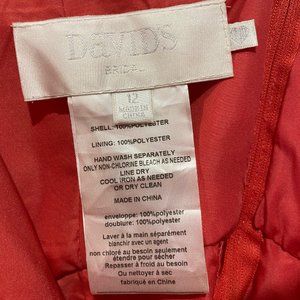 DAVID'S
BRIDAL
12
MADE IN
CHINA
SHELL: 100%POLYESTER
LINING: 100%POLYESTER
HAND WASH SEPARATELY
ONLY NON-CHLORINE BLEACH AS NEEDED
LINE DRY
COOL IRON AS NEEDED
OR DRY CLEAN
MADE IN CHINA
enveloppe: 100%polyester
doublure: 100%polyester
Laver à la main séparément
blanchir avec un agent
non chloré au besoin seulement
étendre pour sécher
Repasser à froid au besoin
Ou nettoyer à sec
fabriqué en Chine